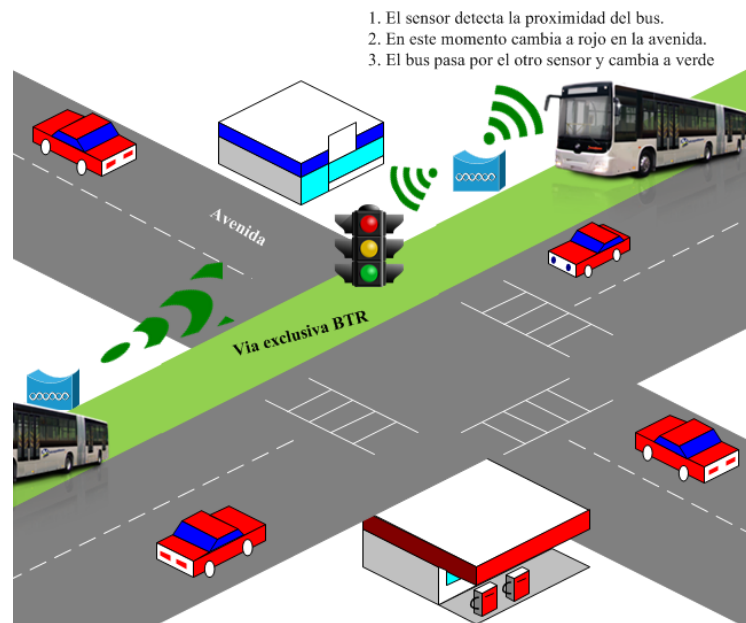 1. El sensor detecta la proximidad del bus.
2. En este momento cambia a rojo en la avenida.
3. El bus pasa por el otro sensor y cambia a verde
Avenida
Via exclusiva BTR